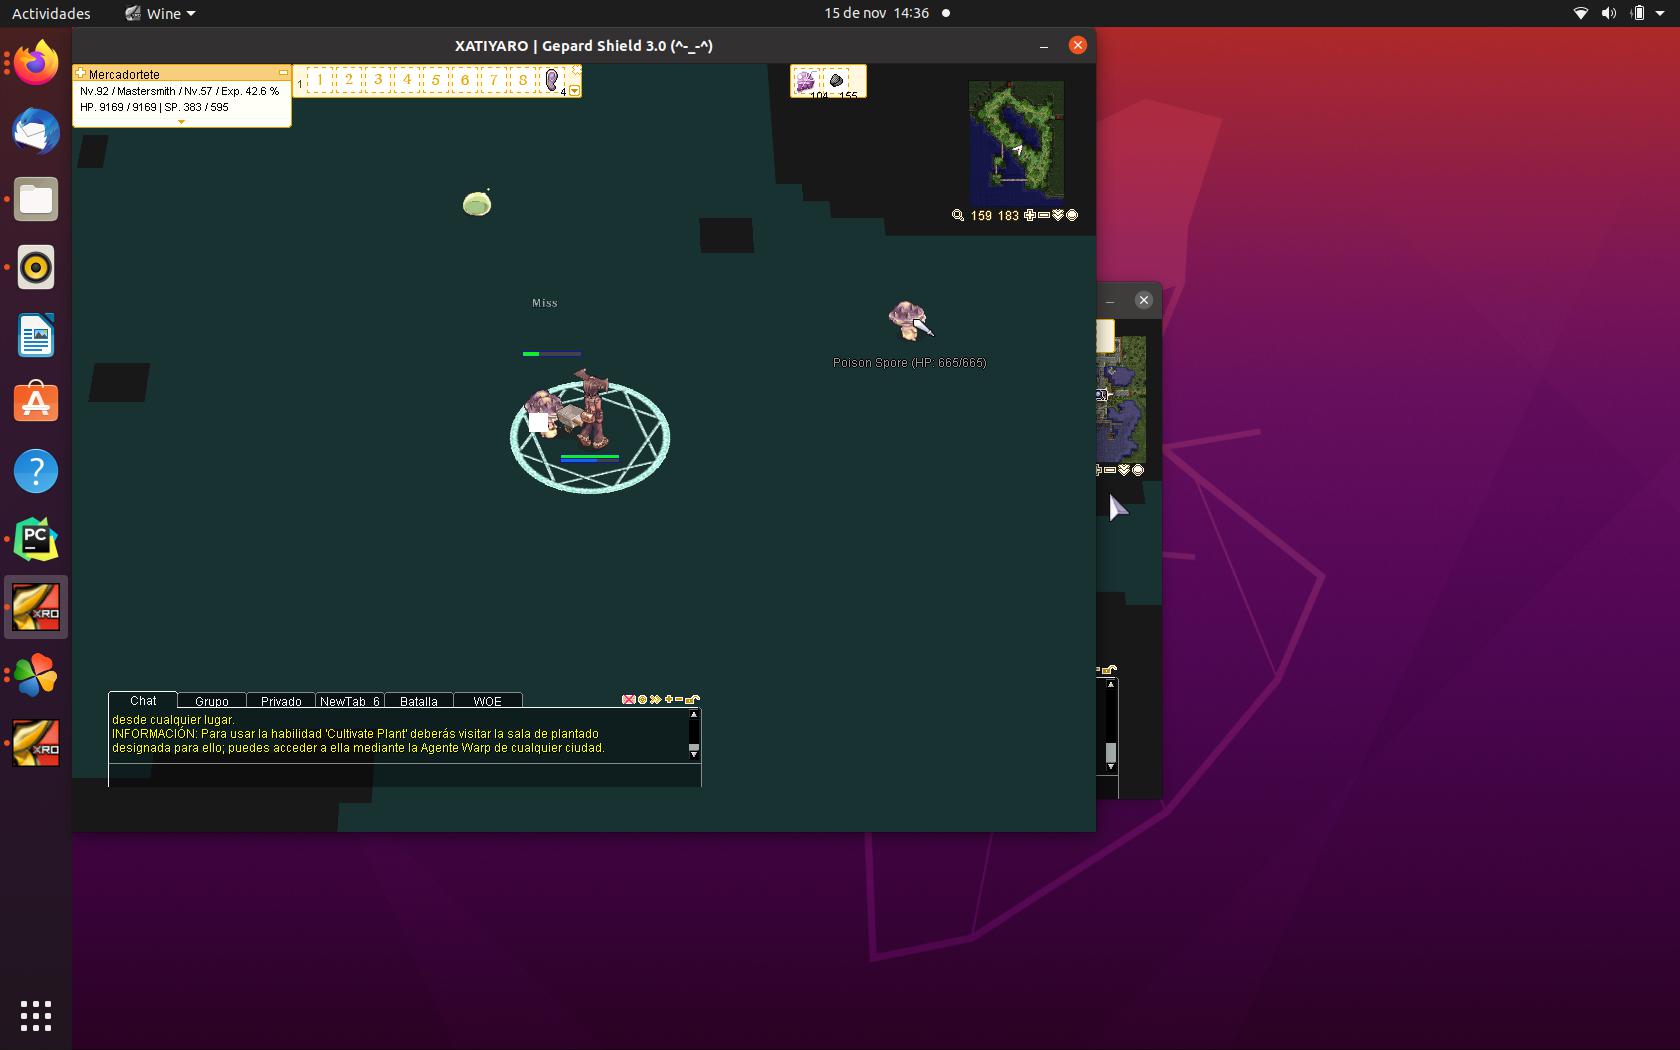 Actividades
Wine
15 de nov 14:36
XATIYARO | Gepard Shield 3.0 (^-_-^)
Mercadortete
Nv.92 / Mastersmith / Nv.57 / Exp. 42.6 %
HP. 9169 / 9169 | SP. 383 / 595
1 1 2 3 4 5 6 7 8 4
104 155
159 183
Miss
Poison Spore (HP: 665/665)
PC
XRO
XRO
Chat Grupo Privado NewTab_6 Batalla WOE
desde cualquier lugar.
INFORMACIÓN: Para usar la habilidad 'Cultivate Plant' deberás visitar la sala de plantado
designada para ello; puedes acceder a ella mediante la Agente Warp de cualquier ciudad.